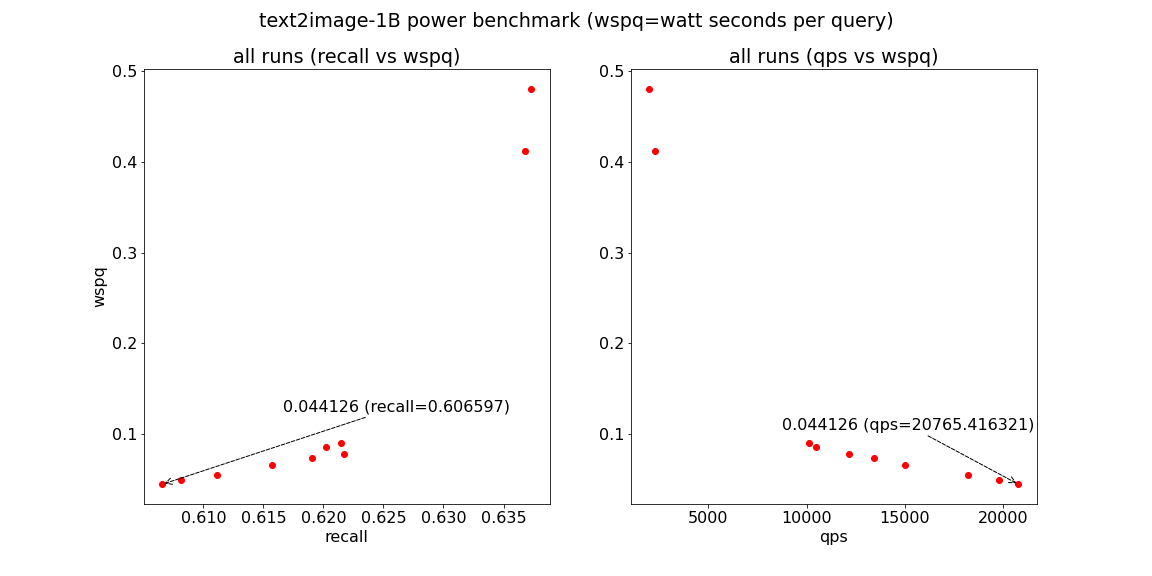 text2image-1B power benchmark (wspq=watt seconds per query)
all runs (recall vs wspq)
0.5
0.4
0.3
0.2
0.1
wspq
0.044126 (recall=0.606597)
0.610 0.615 0.620 0.625 0.630 0.635
recall
all runs (qps vs wspq)
0.5
0.4
0.3
0.2
0.1
0.044126 (qps=20765.416321)
5000 10000 15000 20000
qps